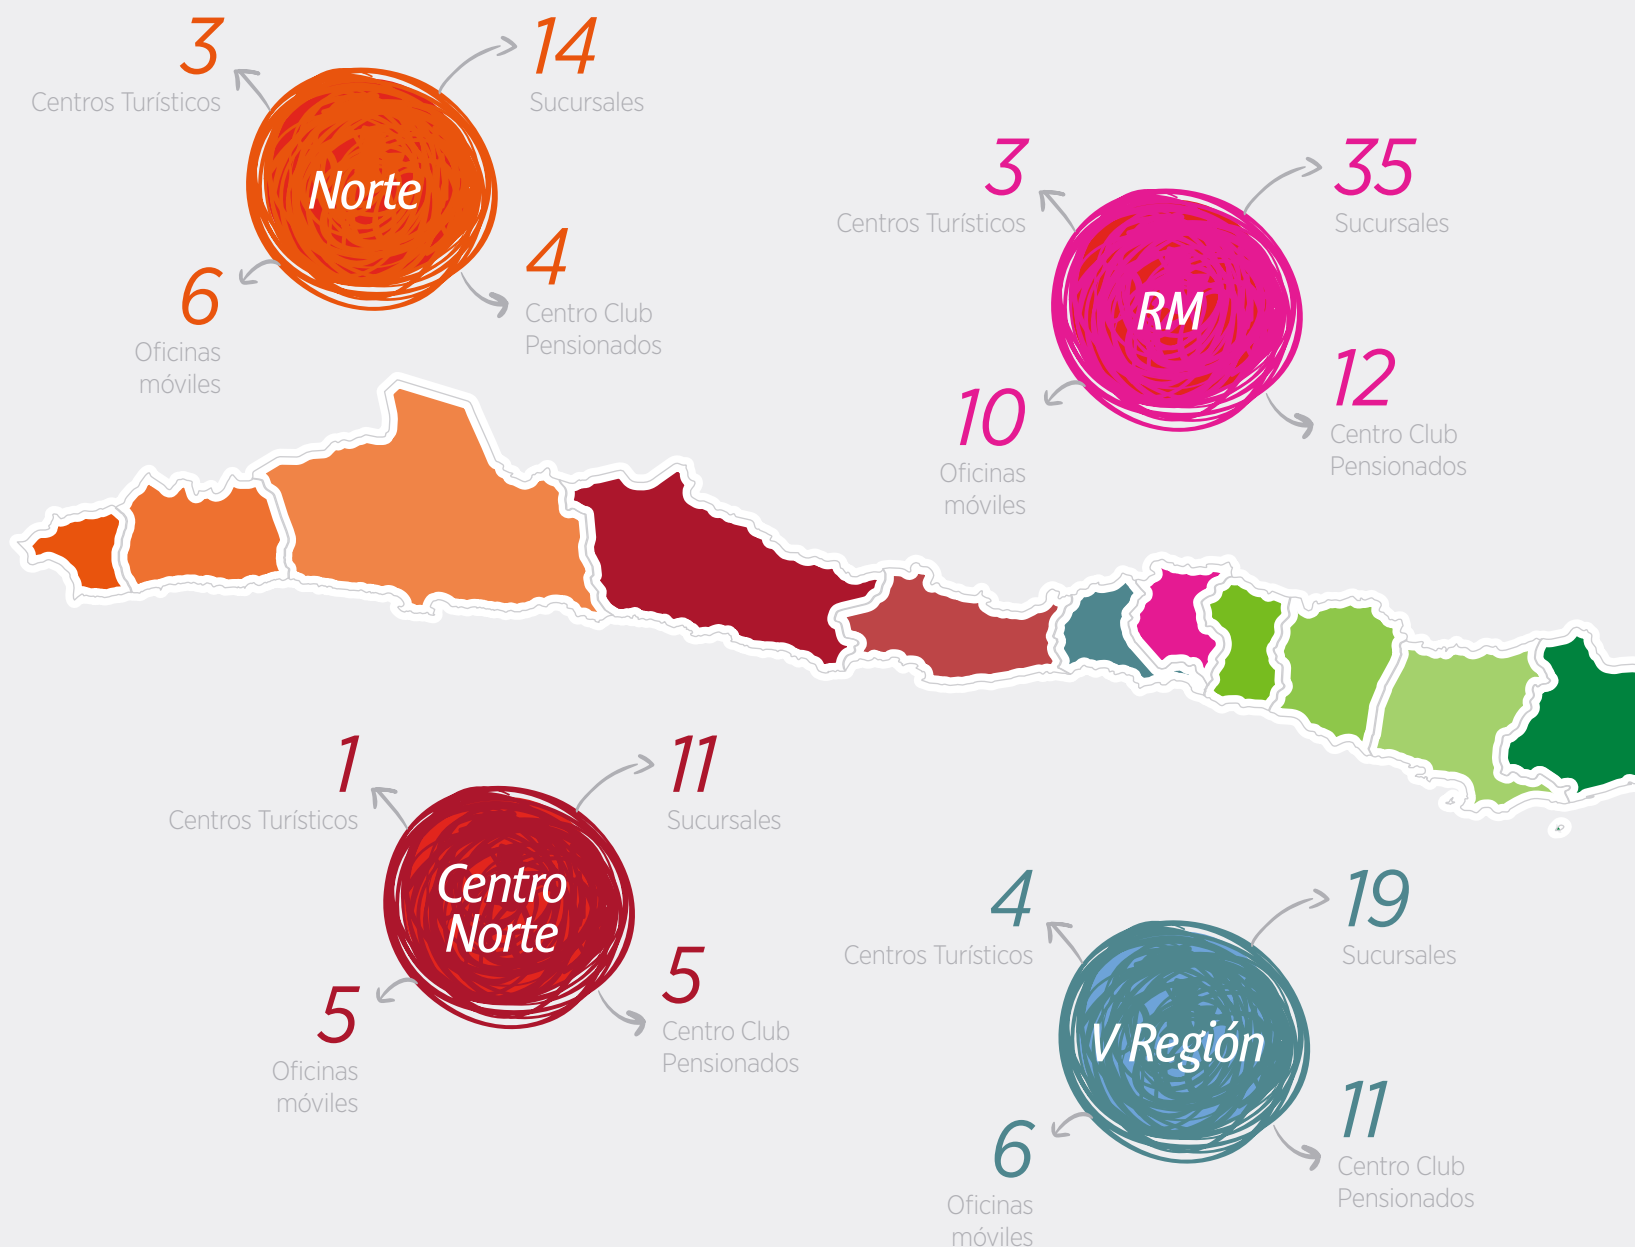 3
Centros Turísticos
14
Sucursales
Norte
6
Oficinas
móviles
4
Centro Club
Pensionados
3
Centros Turísticos
35
Sucursales
RM
10
Oficinas
móviles
12
Centro Club
Pensionados
1
Centros Turísticos
11
Sucursales
Centro
Norte
5
Oficinas
móviles
5
Centro Club
Pensionados
4
Centros Turísticos
19
Sucursales
V Región
6
Oficinas
móviles
11
Centro Club
Pensionados